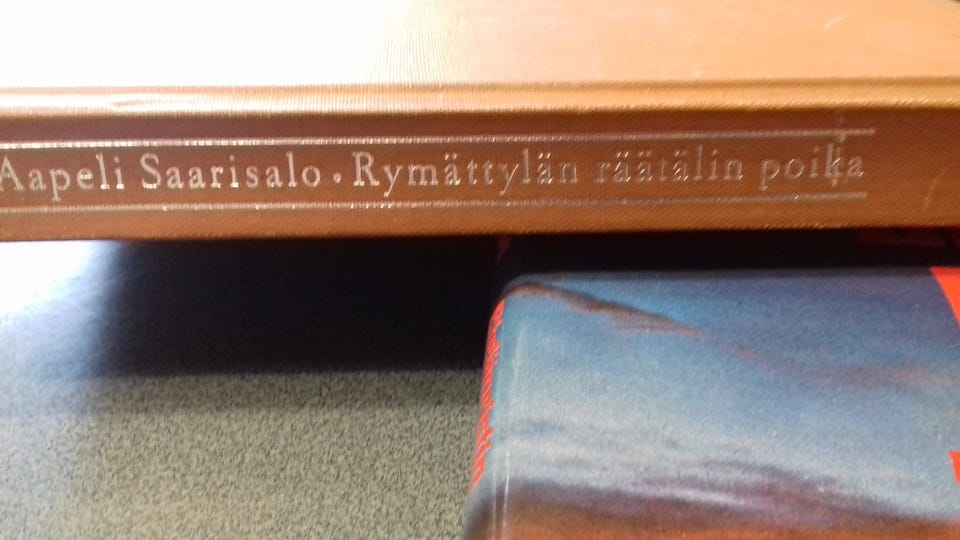 Aapeli Saarisalo • Rymättylän räätälin poika